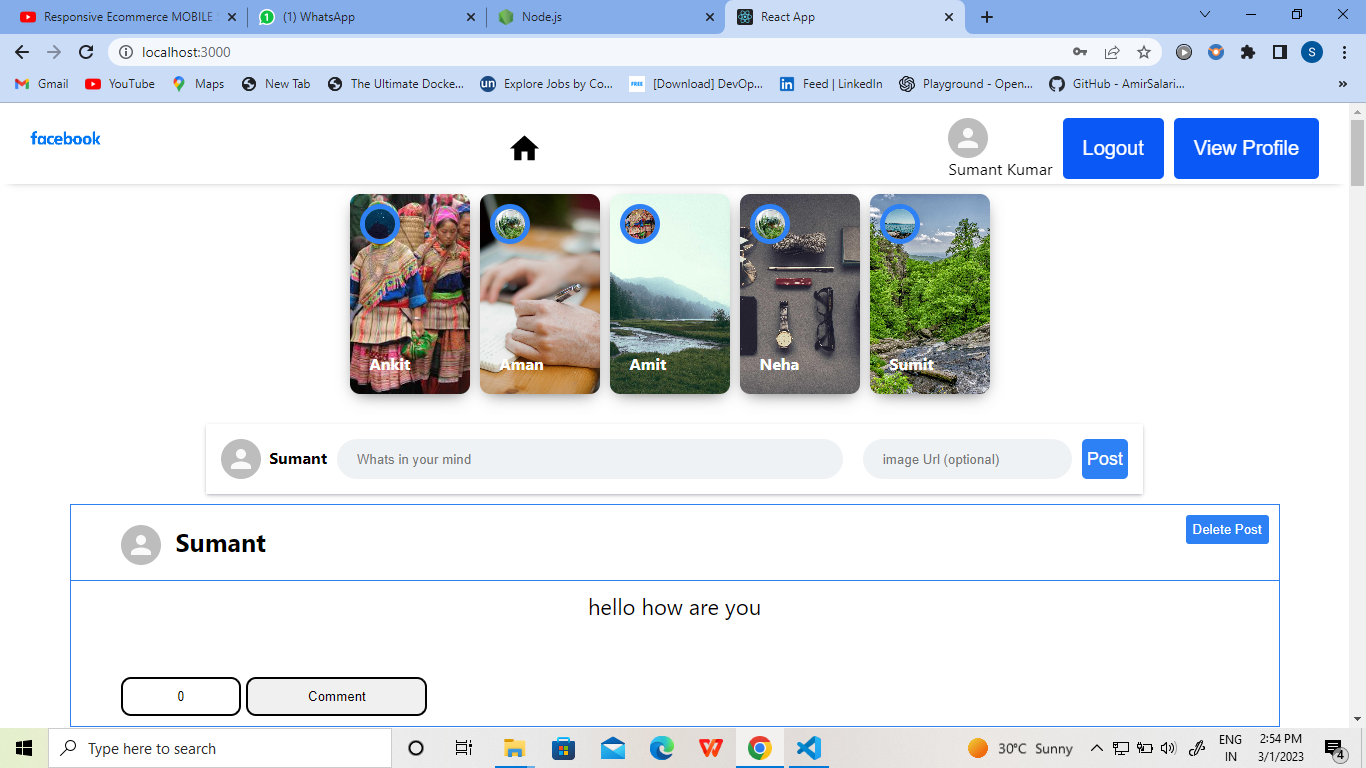 Responsive Ecommerce MOBILE
(1) WhatsApp
Node.js
React App
localhost:3000
S
Gmail
YouTube
Maps
New Tab
The Ultimate Docke...
un
Explore Jobs by Co...
FREE
[Download] DevOp...
Feed | LinkedIn
Playground - Open...
GitHub - AmirSalari...
»
facebook
Sumant Kumar
Logout
View Profile
Ankit
Aman
Amit
Neha
Sumit
Sumant
Whats in your mind
image Url (optional)
Post
Sumant
Delete Post
hello how are you
0
Comment
Type here to search
30°C Sunny
ENG
IN
2:54 PM
3/1/2023
4